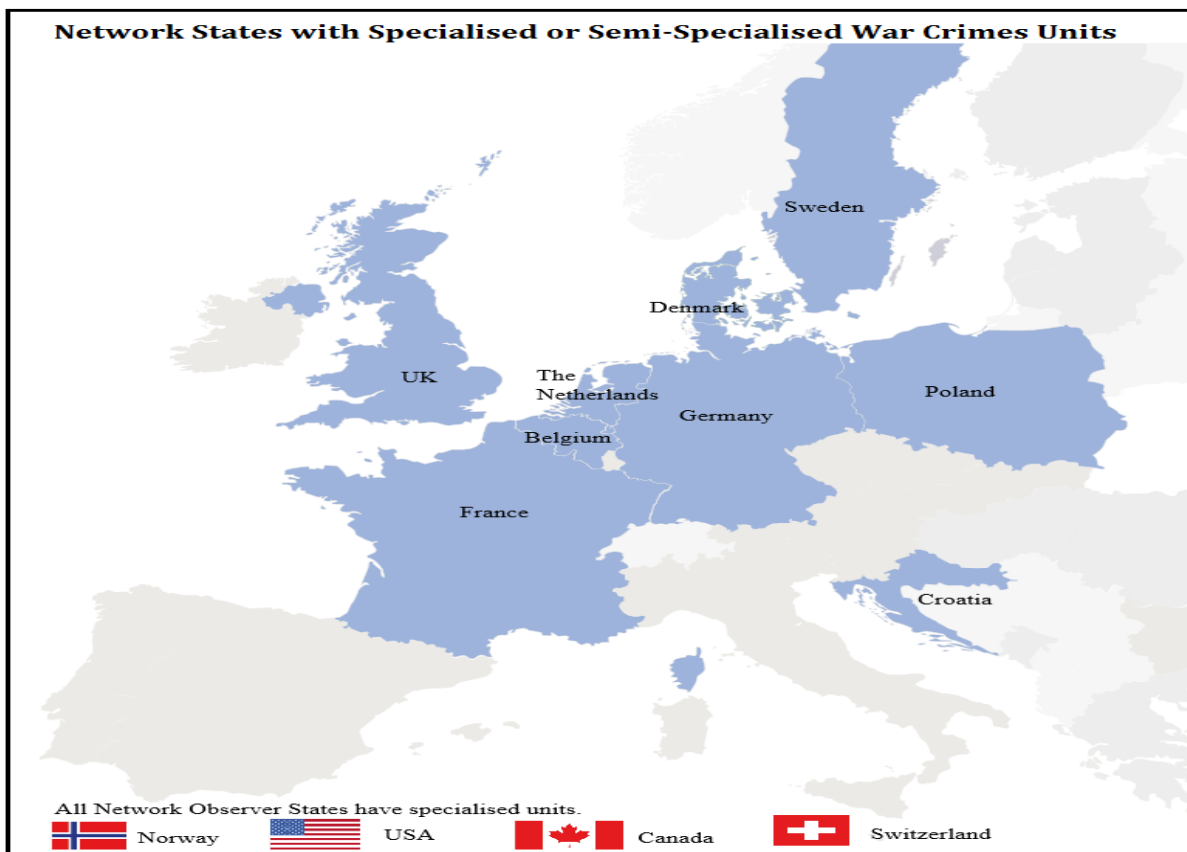 Network States with Specialised or Semi-Specialised War Crimes Units
Sweden
Denmark
UK
The
Netherlands
Poland
Germany
Belgium
France
Croatia
All Network Observer States have specialised units.
Norway
USA
Canada
Switzerland